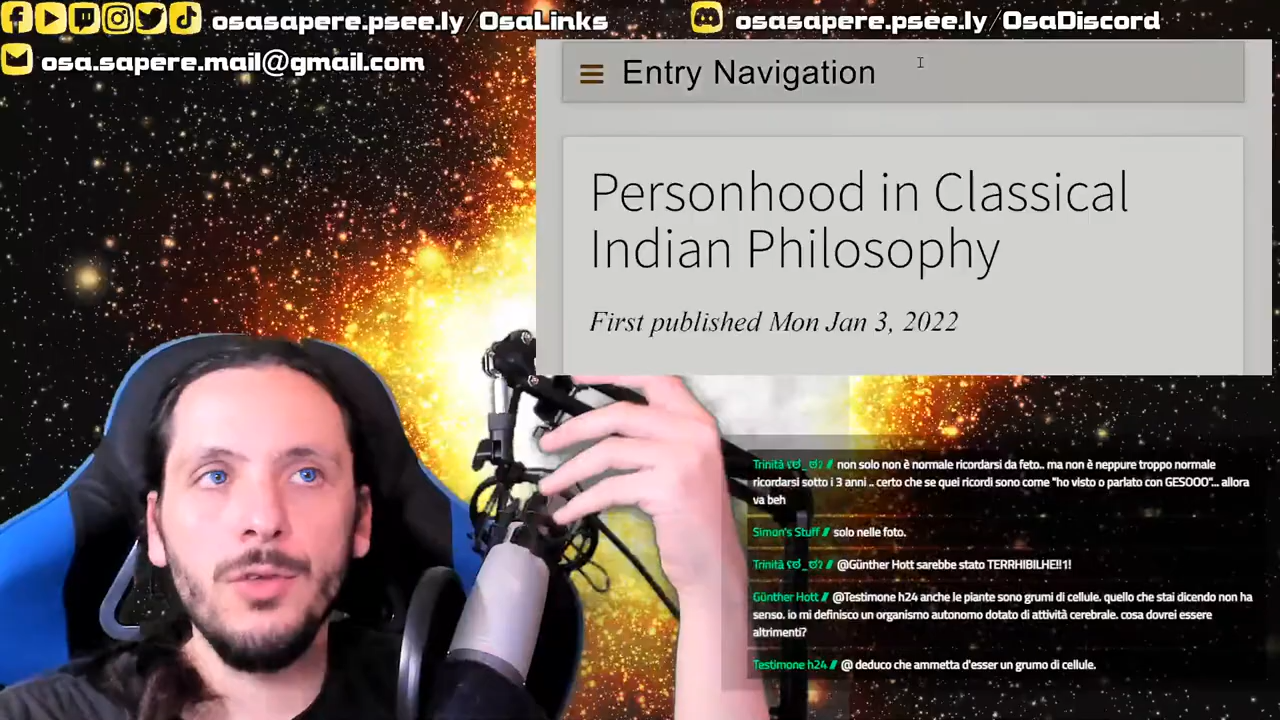 osasapere.psee.ly/OsaLinks
osasapere.psee.ly/OsaDiscord
osa.sapere.mail@gmail.com
Entry Navigation
Personhood in Classical
Indian Philosophy
First published Mon Jan 3, 2022
Trinità ʕಠ_ಠʔ // non solo non è normale ricordarsi da feto.. ma non è neppure troppo normale
ricordarsi sotto i 3 anni .. certo che se quei ricordi sono come "ho visto o parlato con GESOOO"... allora
va beh
Simon's Stuff // solo nelle foto.
Trinità ʕಠ_ಠʔ // @Günther Hott sarebbe stato TERRHIBILHE!!1!
Günther Hott // @Testimone h24 anche le piante sono grumi di cellule. quello che stai dicendo non ha
senso. io mi definisco un organismo autonomo dotato di attività cerebrale. cosa dovrei essere
altrimenti?
Testimone h24 // @ deduco che ammetta d'esser un grumo di cellule.